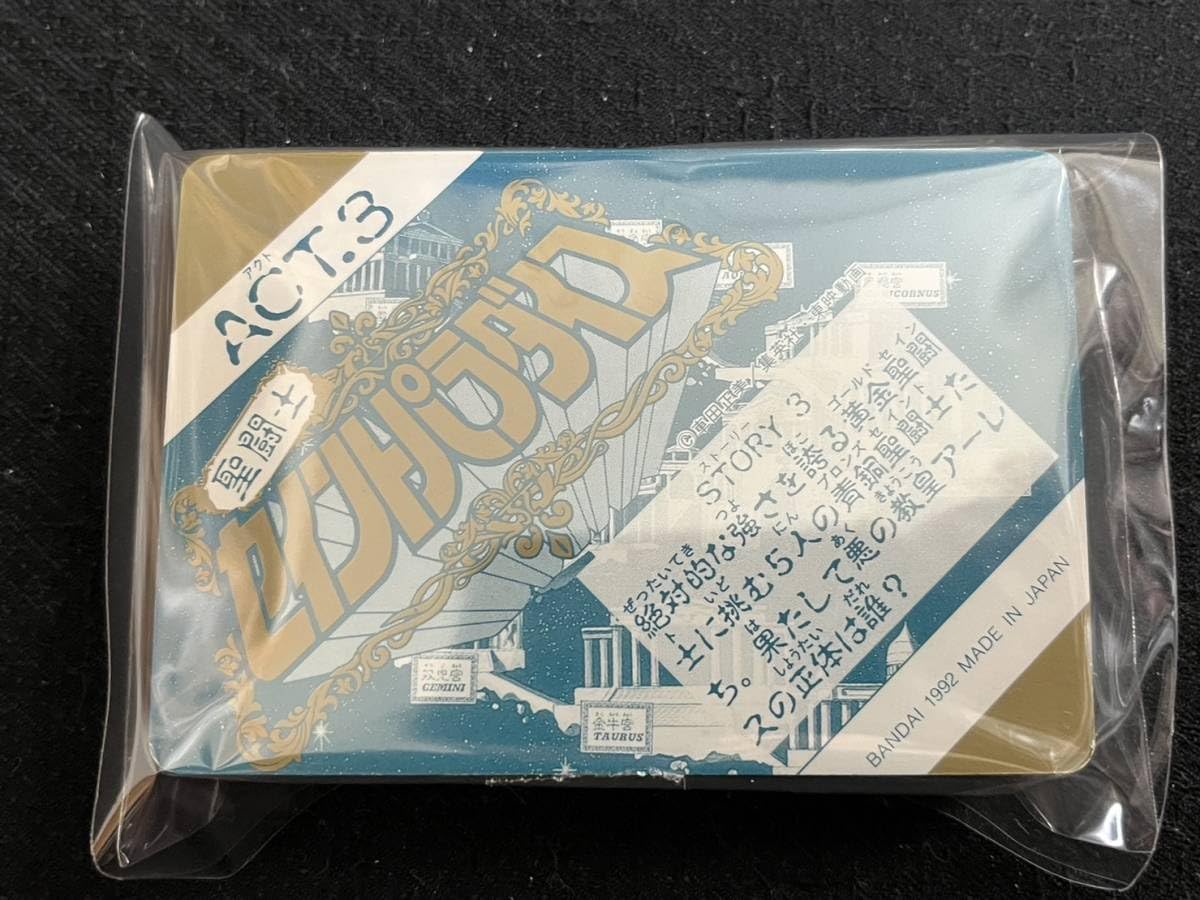 アクト
ACT.3
聖闘士
セイントパラダイス
©車田正美 集英社 東映動画
ICORNUS
ストーリー
STORY 3
ぜったいてき つよ ほこ ゴールドセイント
絶対的な強さを誇る黄金聖闘
いど にん ブロンズセイント
士に挑む5人の青銅聖闘士た
は あく きょうこう
ち。果たして悪の教皇アーレ
しょうたい だれ
スの正体は誰?
双児宮
GEMINI
金牛宮
TAURUS
BANDAI 1992 MADE IN JAPAN